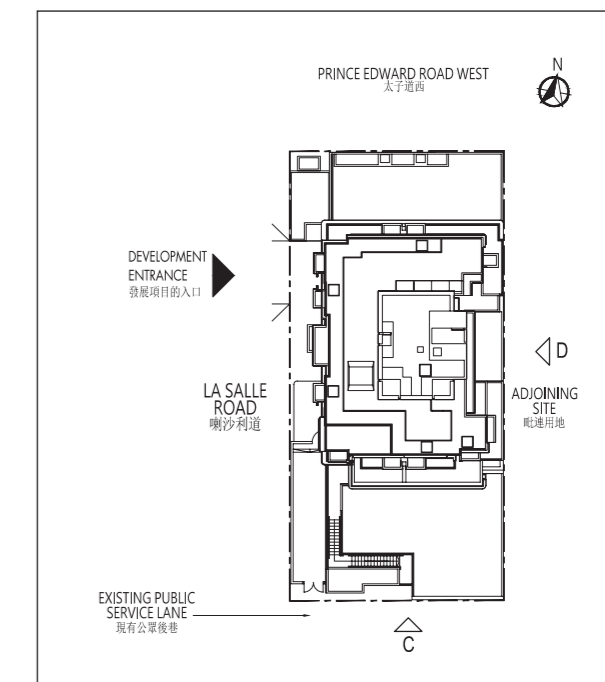 N
PRINCE EDWARD ROAD WEST
太子道西
DEVELOPMENT
ENTRANCE
發展項目的入口
D
LA SALLE
ROAD
喇沙利道
ADJOINING
SITE
毗連用地
EXISTING PUBLIC
SERVICE LANE
現有公眾後巷
C